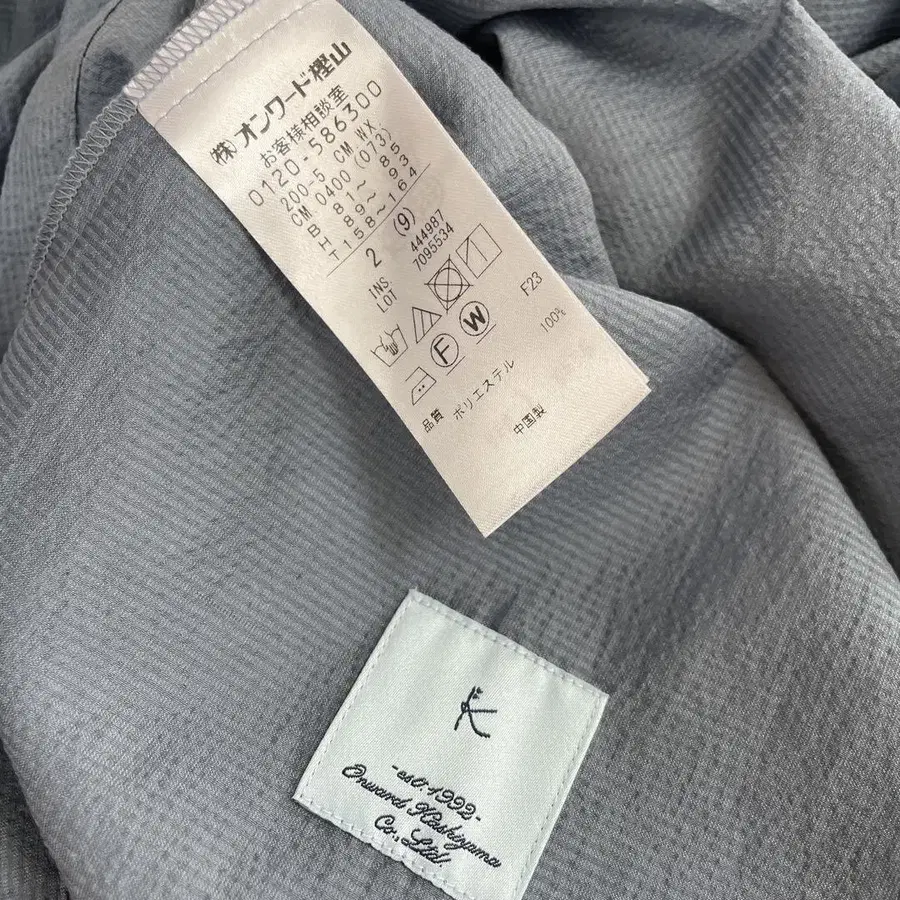 (株)オンワード樫山
お客様相談室
0120-586300
200-5 CM WX
CM 0400 (073)
B 81~ 85
H 89~ 93
T158~164
2 (9)
INS 444987
LOT 7095534
F23
F W
品質 ポリエステル 100%
中国製
K
-est.1992-
Onward Kashiyama
Co., Ltd.